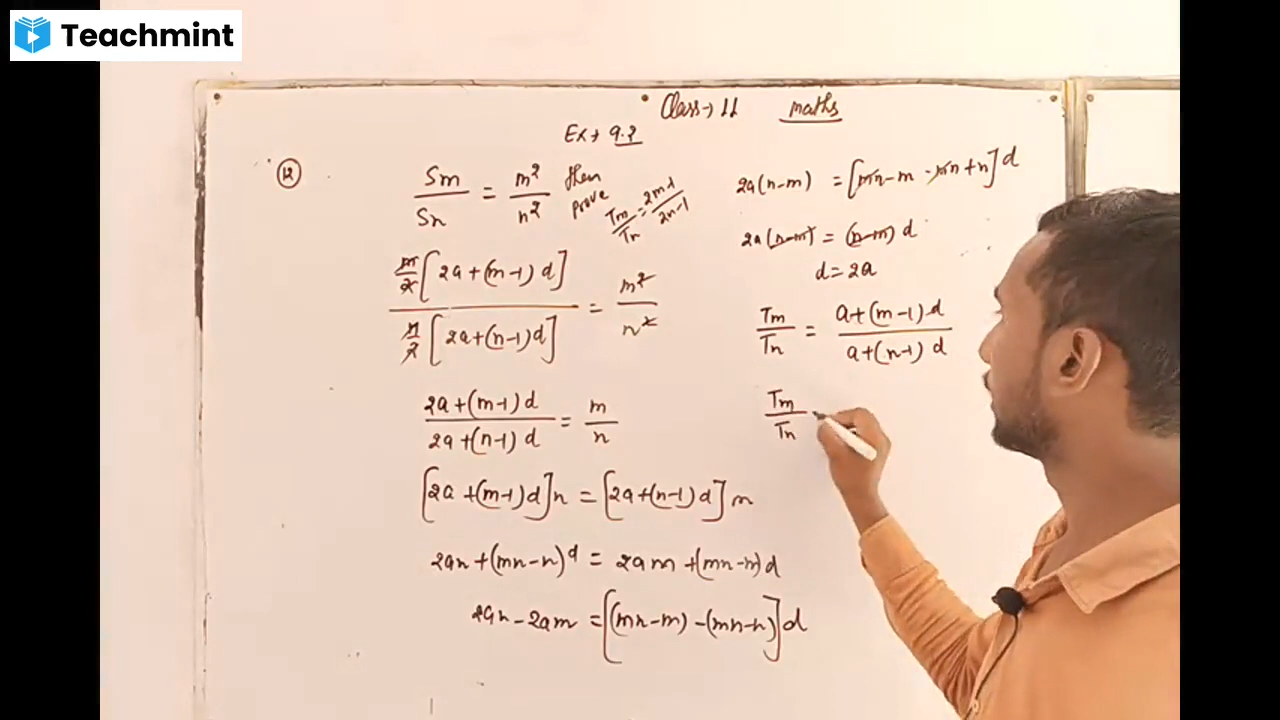 Teachmint
Class→ 11 maths
Ex→ 9.2
12
Sm/Sn = m²/n² then prove Tm/Tn = 2m-1/2n-1
m/2[2a+(m-1)d] / n/2[2a+(n-1)d] = m²/n²
2a+(m-1)d / 2a+(n-1)d = m/n
[2a+(m-1)d]n = [2a+(n-1)d]m
2an+(mn-n)d = 2am+(mn-m)d
2an-2am = [(mn-m)-(mn-n)]d
2a(n-m) = [mn-m-mn+n]d
2a(n-m) = (n-m)d
d=2a
Tm/Tn = a+(m-1)d / a+(n-1)d
Tm/Tn